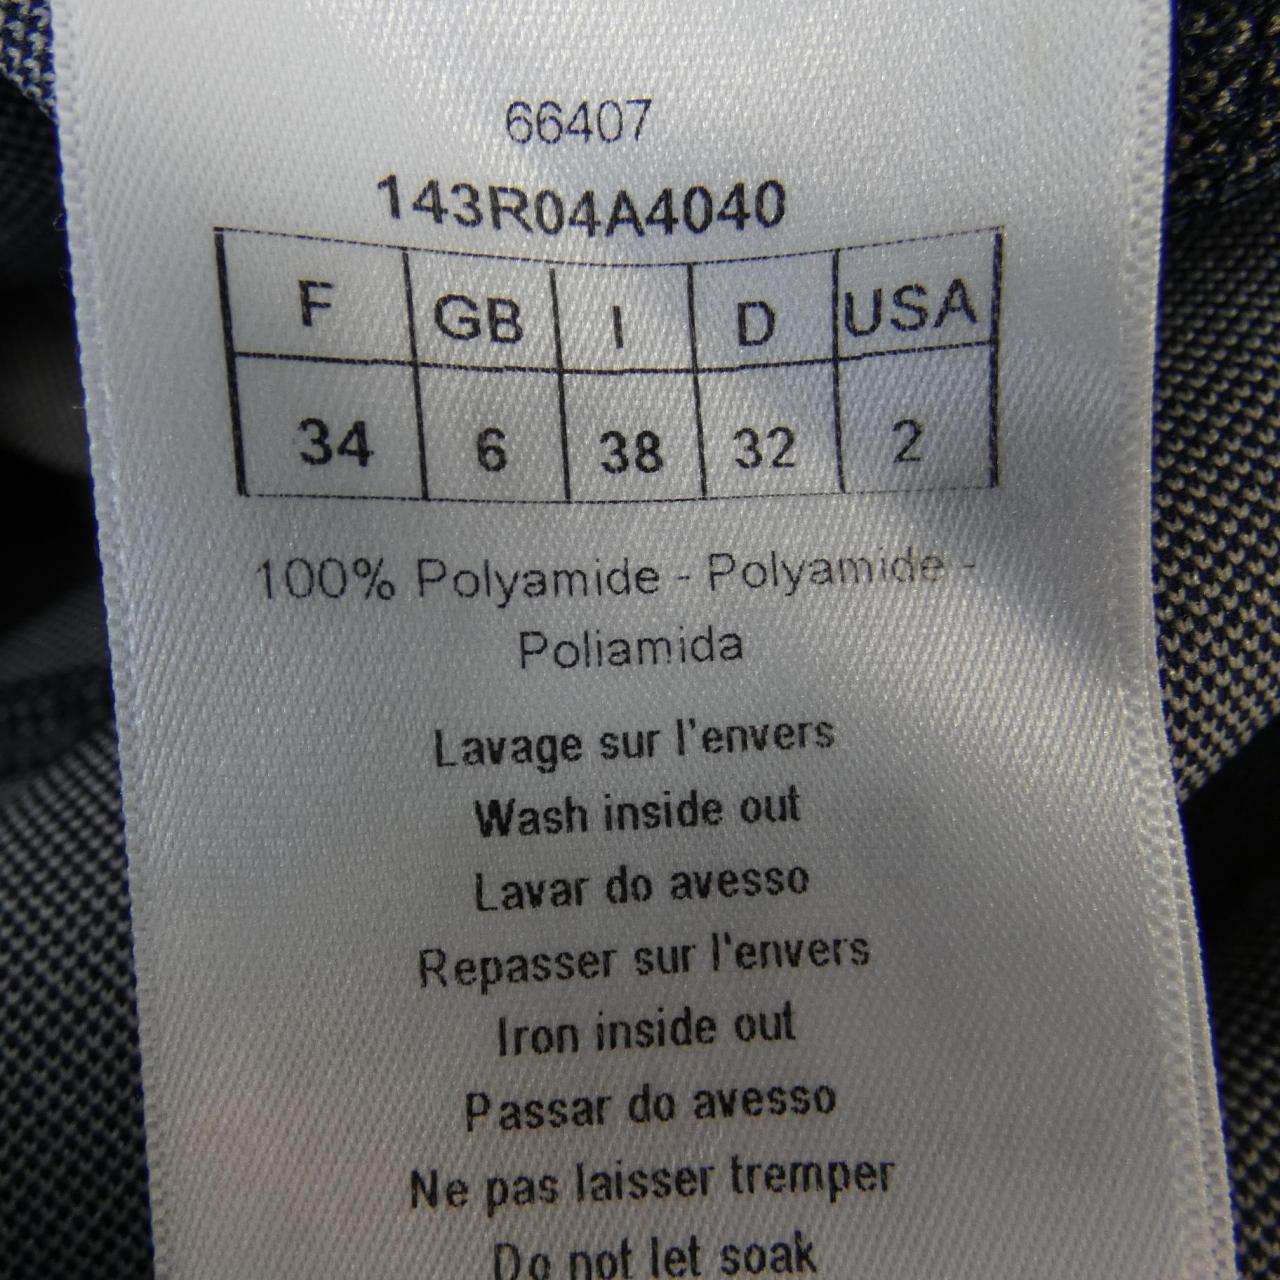 66407
143R04A4040
F GB I D USA
34 6 38 32 2
100% Polyamide - Polyamide -
Poliamida
Lavage sur l'envers
Wash inside out
Lavar do avesso
Repasser sur l'envers
Iron inside out
Passar do avesso
Ne pas laisser tremper
Do not let soak